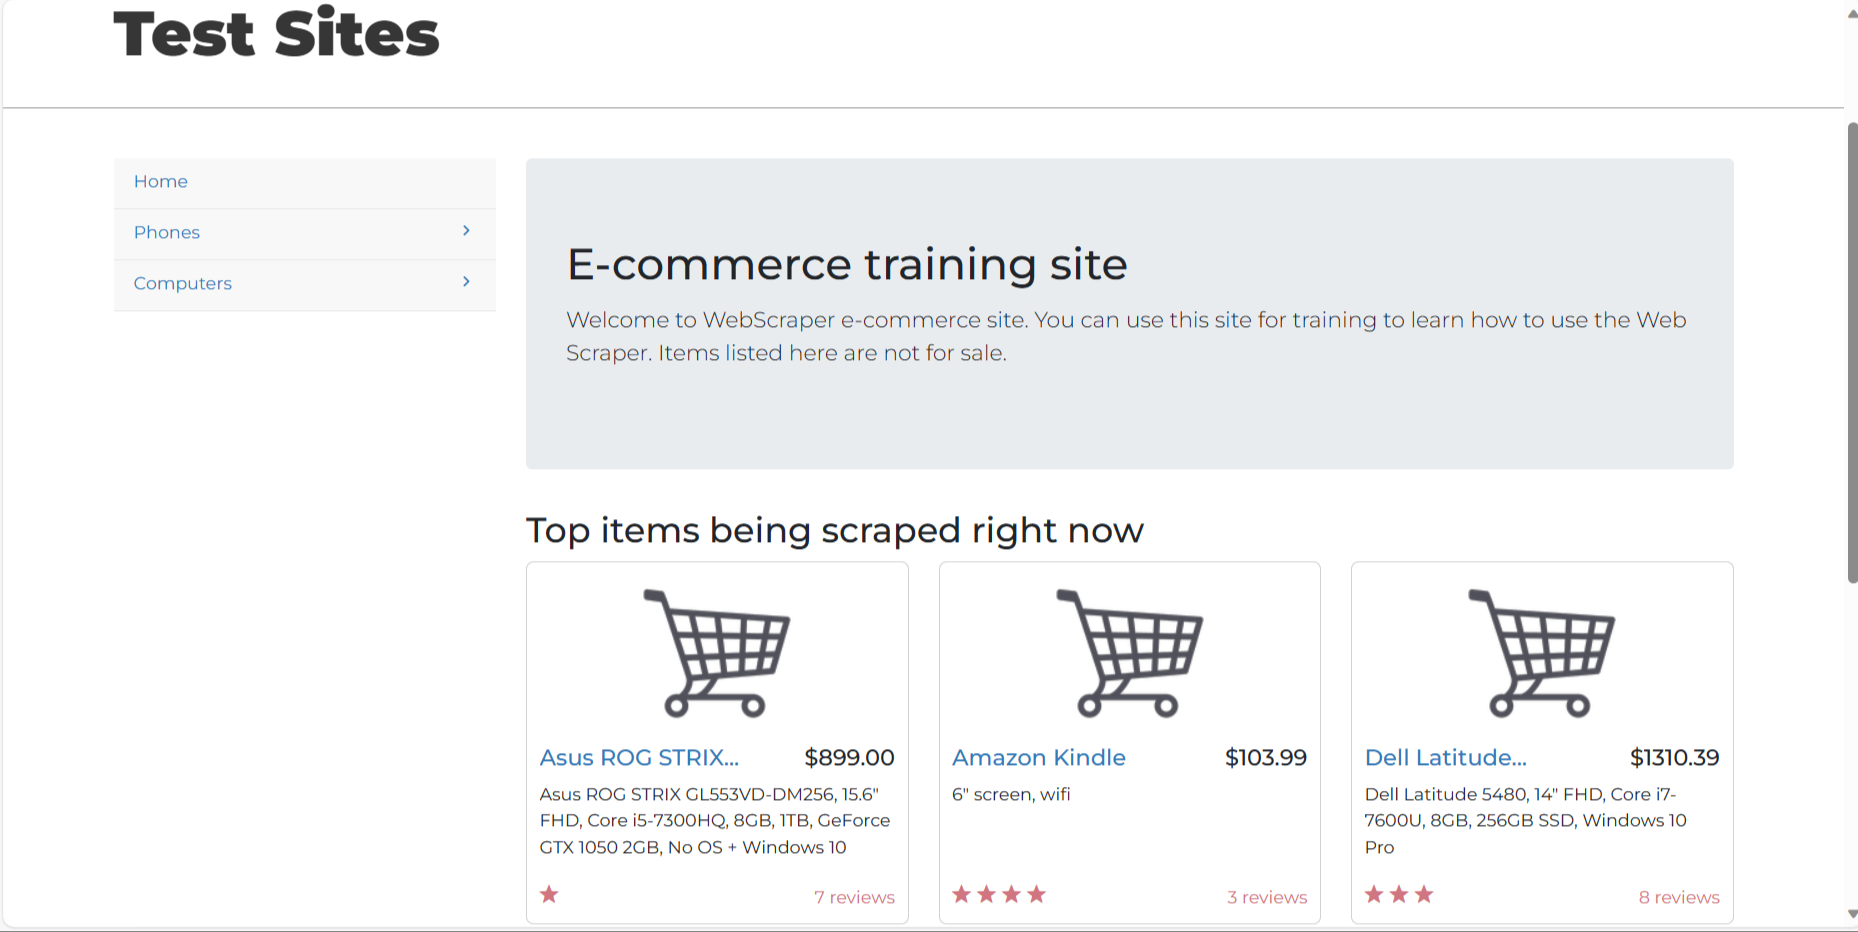 Test Sites
Home
Phones
Computers
E-commerce training site
Welcome to WebScraper e-commerce site. You can use this site for training to learn how to use the Web
Scraper. Items listed here are not for sale.
Top items being scraped right now
Asus ROG STRIX... $899.00
Asus ROG STRIX GL553VD-DM256, 15.6"
FHD, Core i5-7300HQ, 8GB, 1TB, GeForce
GTX 1050 2GB, No OS + Windows 10
7 reviews
Amazon Kindle $103.99
6" screen, wifi
3 reviews
Dell Latitude... $1310.39
Dell Latitude 5480, 14" FHD, Core i7-
7600U, 8GB, 256GB SSD, Windows 10
Pro
8 reviews